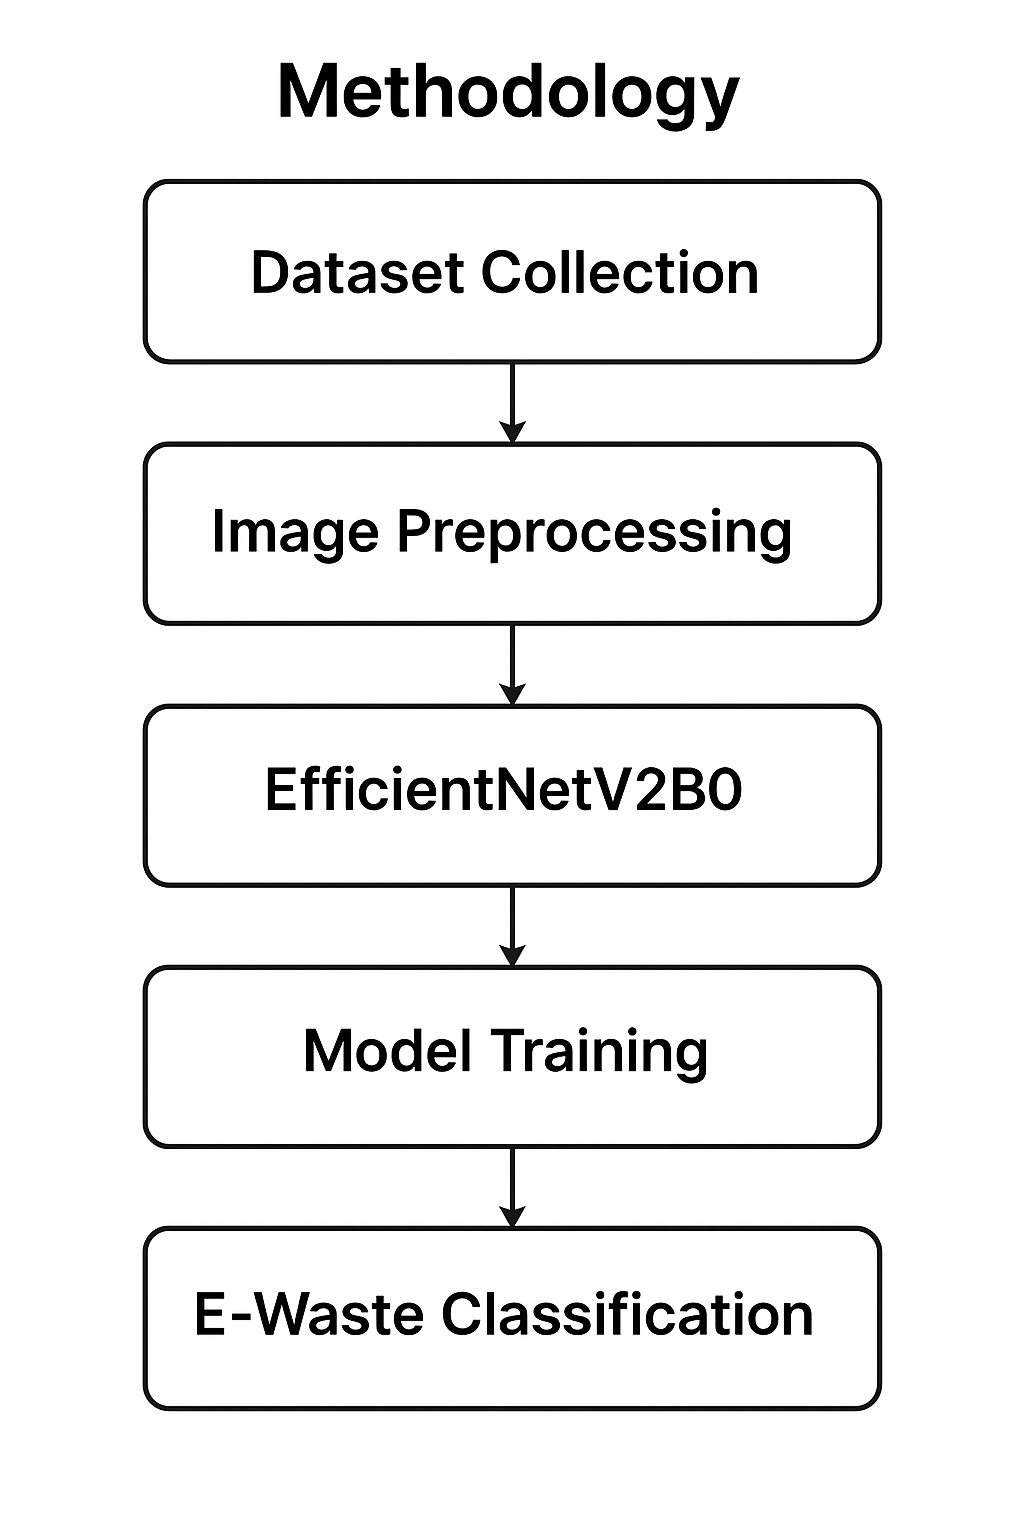 Methodology
Dataset Collection
Image Preprocessing
EfficientNetV2B0
Model Training
E-Waste Classification